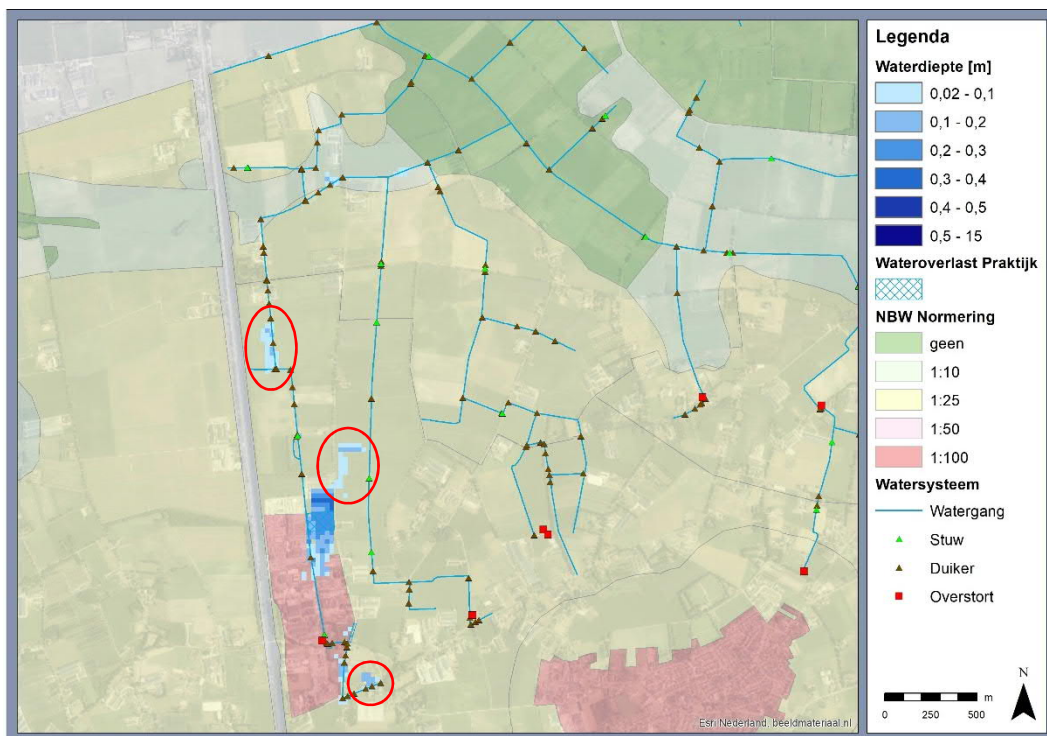 Legenda
Waterdiepte [m]
0,02 - 0,1
0,1 - 0,2
0,2 - 0,3
0,3 - 0,4
0,4 - 0,5
0,5 - 15
Wateroverlast Praktijk
NBW Normering
geen
1:10
1:25
1:50
1:100
Watersysteem
Watergang
Stuw
Duiker
Overstort
N
m
0 250 500
Esri Nederland, beeldmateriaal.nl